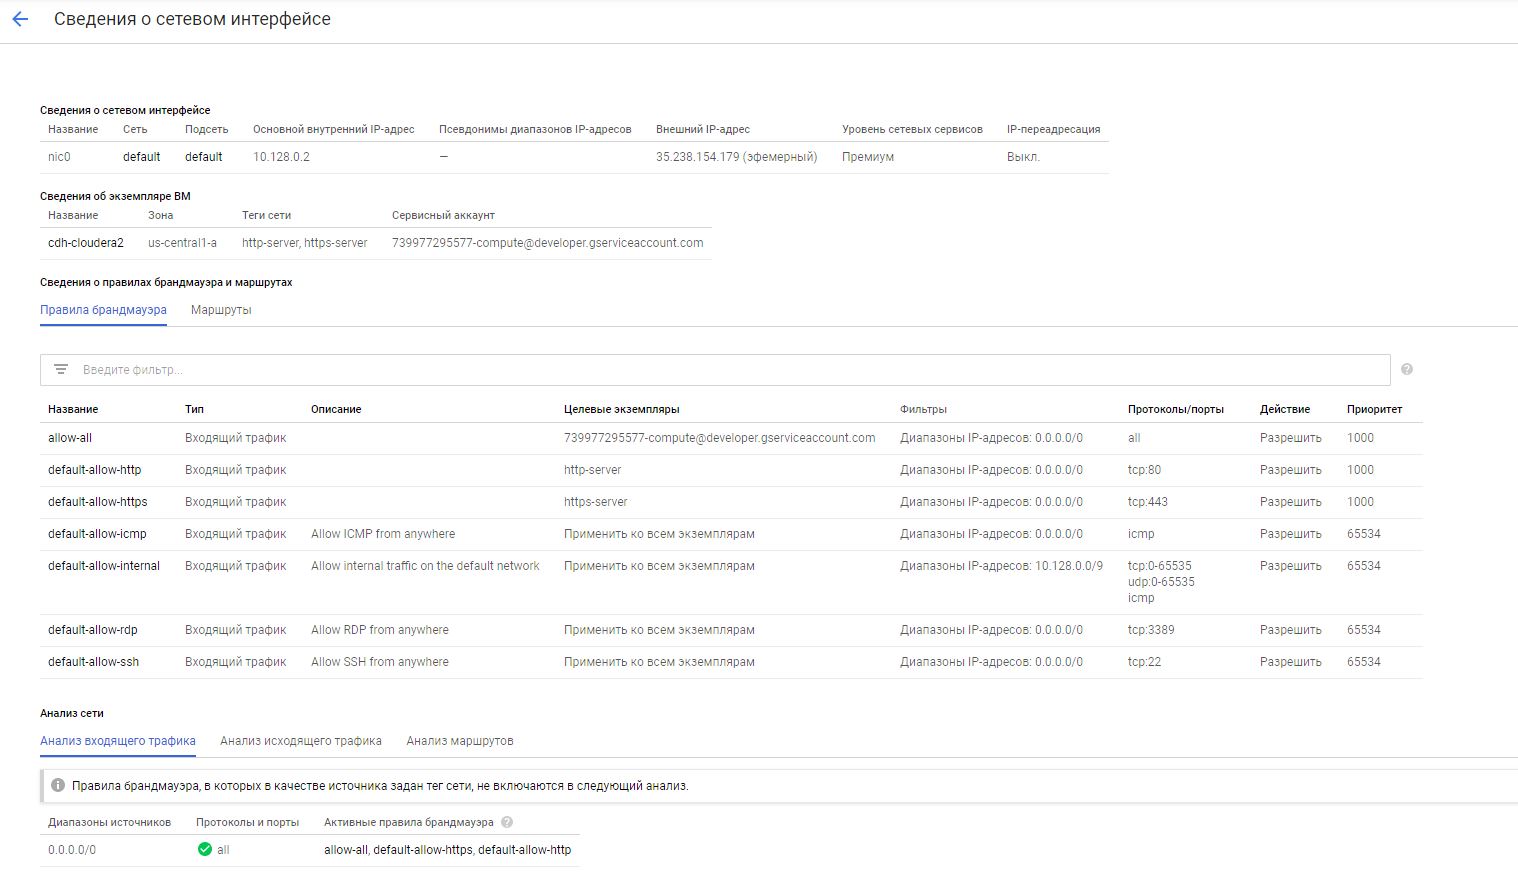 Сведения о сетевом интерфейсе
Сведения о сетевом интерфейсе
Название Сеть Подсеть Основной внутренний IP-адрес Псевдонимы диапазонов IP-адресов Внешний IP-адрес Уровень сетевых сервисов IP-переадресация
nic0 default default 10.128.0.2 — 35.238.154.179 (эфемерный) Премиум Выкл.
Сведения об экземпляре ВМ
Название Зона Теги сети Сервисный аккаунт
cdh-cloudera2 us-central1-a http-server, https-server 739977295577-compute@developer.gserviceaccount.com
Сведения о правилах брандмауэра и маршрутах
Правила брандмауэра Маршруты
Введите фильтр...
Название Тип Описание Целевые экземпляры Фильтры Протоколы/порты Действие Приоритет
allow-all Входящий трафик 739977295577-compute@developer.gserviceaccount.com Диапазоны IP-адресов: 0.0.0.0/0 all Разрешить 1000
default-allow-http Входящий трафик http-server Диапазоны IP-адресов: 0.0.0.0/0 tcp:80 Разрешить 1000
default-allow-https Входящий трафик https-server Диапазоны IP-адресов: 0.0.0.0/0 tcp:443 Разрешить 1000
default-allow-icmp Входящий трафик Allow ICMP from anywhere Применить ко всем экземплярам Диапазоны IP-адресов: 0.0.0.0/0 icmp Разрешить 65534
default-allow-internal Входящий трафик Allow internal traffic on the default network Применить ко всем экземплярам Диапазоны IP-адресов: 10.128.0.0/9 tcp:0-65535 Разрешить 65534
udp:0-65535
icmp
default-allow-rdp Входящий трафик Allow RDP from anywhere Применить ко всем экземплярам Диапазоны IP-адресов: 0.0.0.0/0 tcp:3389 Разрешить 65534
default-allow-ssh Входящий трафик Allow SSH from anywhere Применить ко всем экземплярам Диапазоны IP-адресов: 0.0.0.0/0 tcp:22 Разрешить 65534
Анализ сети
Анализ входящего трафика Анализ исходящего трафика Анализ маршрутов
Правила брандмауэра, в которых в качестве источника задан тег сети, не включаются в следующий анализ.
Диапазоны источников Протоколы и порты Активные правила брандмауэра
0.0.0.0/0 all allow-all, default-allow-https, default-allow-http